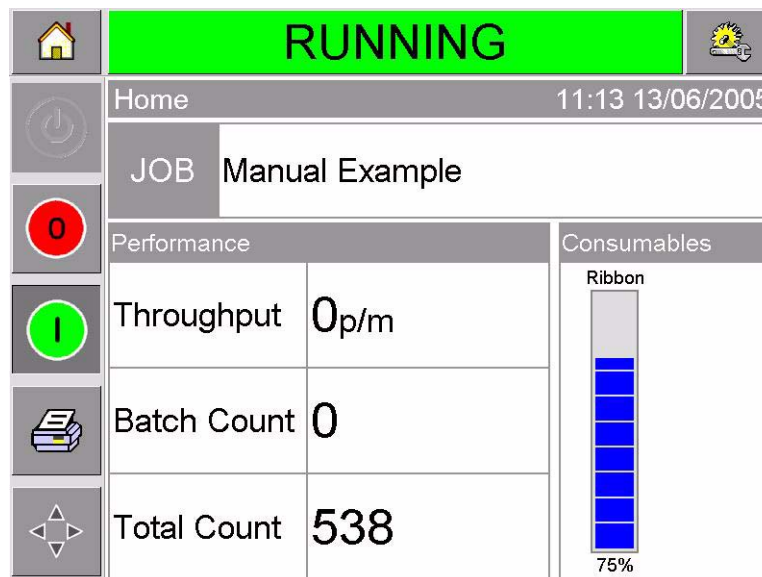 RUNNING
Home 11:13 13/06/2005
JOB Manual Example
0
Performance Consumables
Ribbon
I
Throughput 0p/m
Batch Count 0
Total Count 538
75%